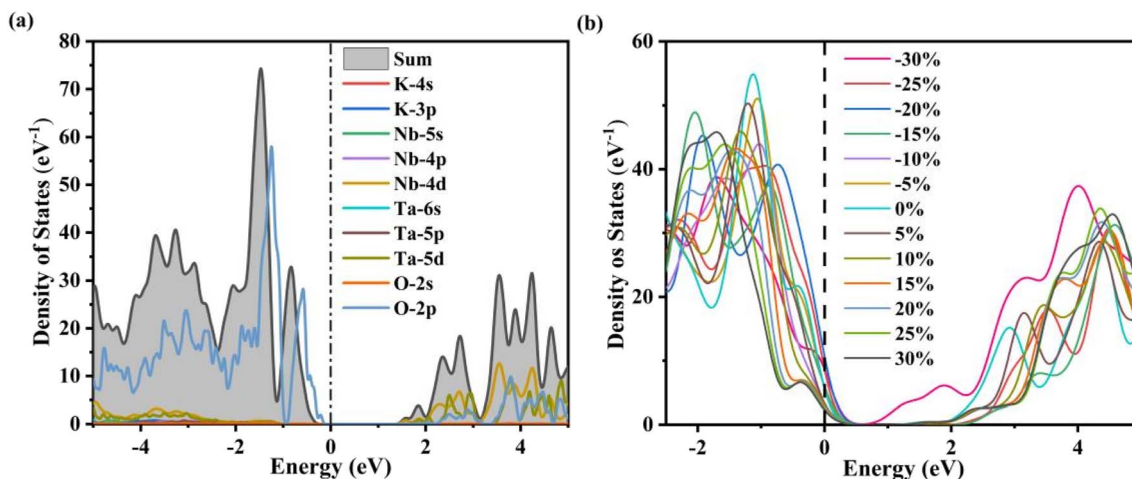 (a)
Density of States (eV⁻¹)
80
70
60
50
40
30
20
10
0
-4
-2
0
2
4
Energy (eV)
Sum
K-4s
K-3p
Nb-5s
Nb-4p
Nb-4d
Ta-6s
Ta-5p
Ta-5d
O-2s
O-2p
(b)
Density os States (eV⁻¹)
60
40
20
0
-2
0
2
4
Energy (eV)
-30%
-25%
-20%
-15%
-10%
-5%
0%
5%
10%
15%
20%
25%
30%